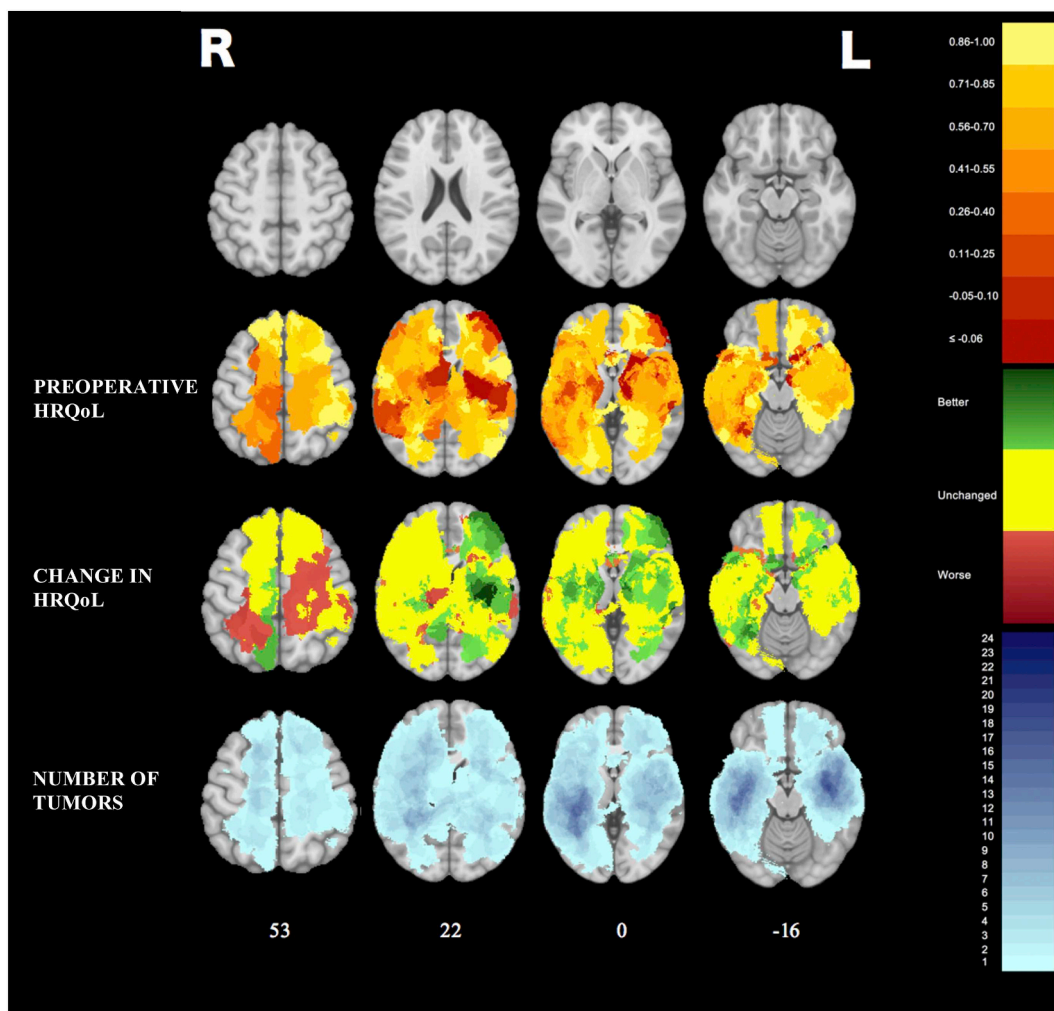 R L
0.86-1.00
0.71-0.85
0.56-0.70
0.41-0.55
0.26-0.40
0.11-0.25
-0.05-0.10
≤ -0.06
PREOPERATIVE
HRQoL
Better
Unchanged
CHANGE IN
HRQoL
Worse
NUMBER OF
TUMORS
24
23
22
21
20
19
18
17
16
15
14
13
12
11
10
9
8
7
6
5
4
3
2
1
53 22 0 -16